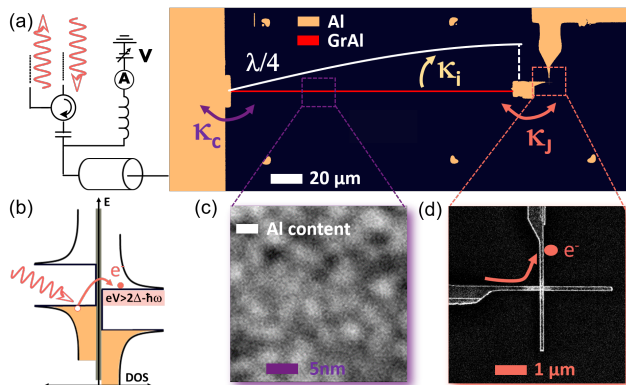 (a)
V
A
Al
GrAl
λ/4
κi
κc
κJ
20 μm
(b)
E
e⁻
eV>2Δ-ħω
DOS
(c)
Al content
5nm
(d)
e⁻
1 μm